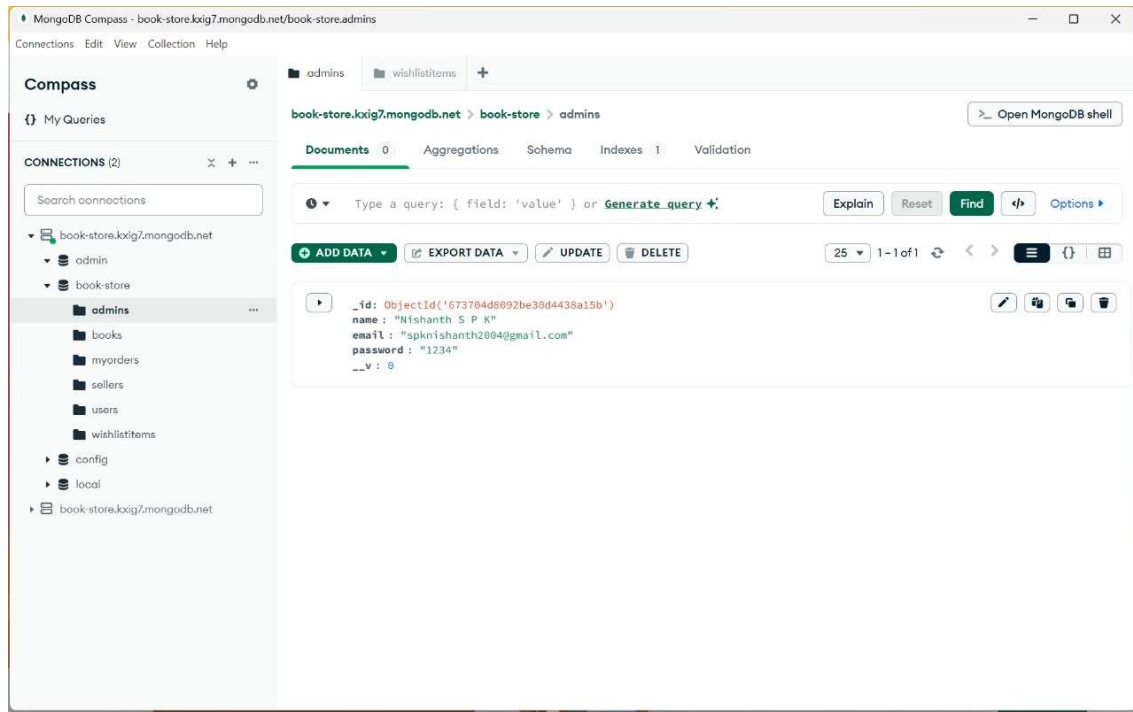 MongoDB Compass - book-store.kxig7.mongodb.net/book-store.admins
Connections Edit View Collection Help
Compass
{} My Queries
CONNECTIONS (2)
Search connections
book-store.kxig7.mongodb.net
admin
book-store
admins
books
myorders
sellers
users
wishlistitems
config
local
book-store.kxig7.mongodb.net
admins wishlistitems +
book-store.kxig7.mongodb.net > book-store > admins
>_ Open MongoDB shell
Documents 0 Aggregations Schema Indexes 1 Validation
Type a query: { field: 'value' } or Generate query
Explain Reset Find </> Options
ADD DATA EXPORT DATA UPDATE DELETE
25 1-1 of 1 {}
_id: ObjectId('673704d8092be30d4438a15b')
name : "Nishanth S P K"
email : "spknishanth2004@gmail.com"
password : "1234"
__v : 0